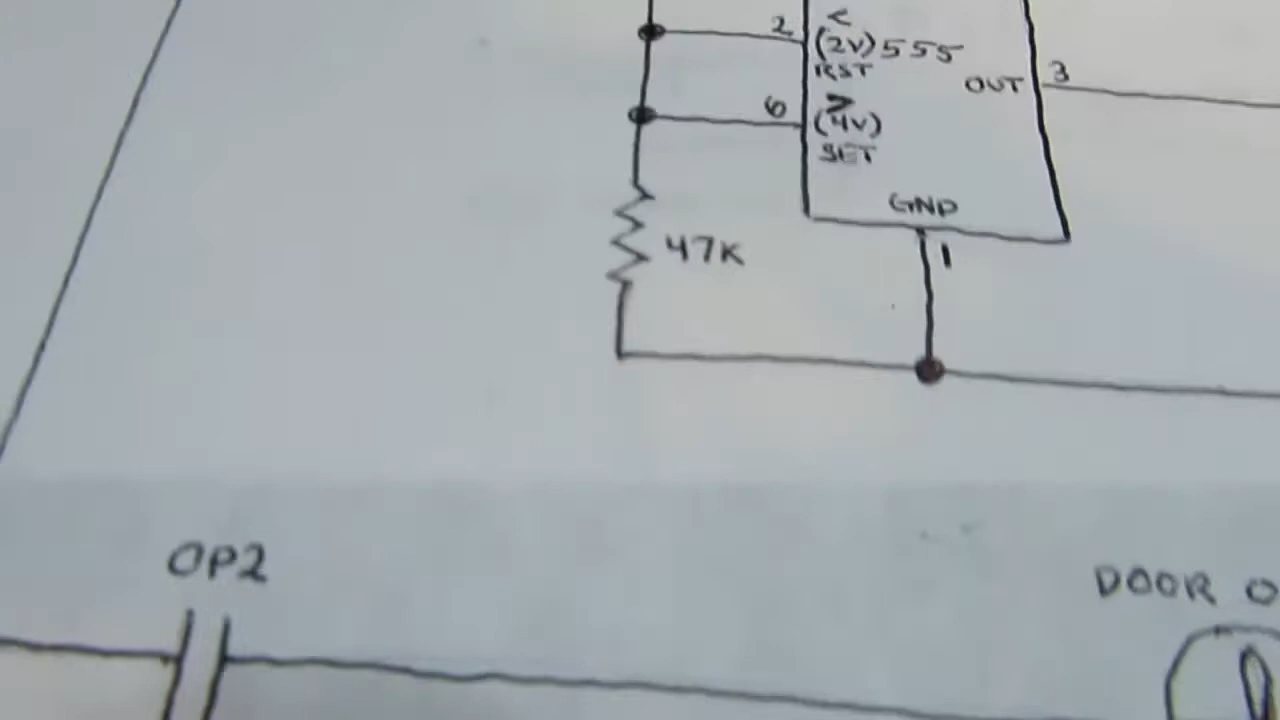 2
<
(2V) 555
RST
OUT
3
6
>
(4V)
SET
GND
1
47K
OP2
DOOR O